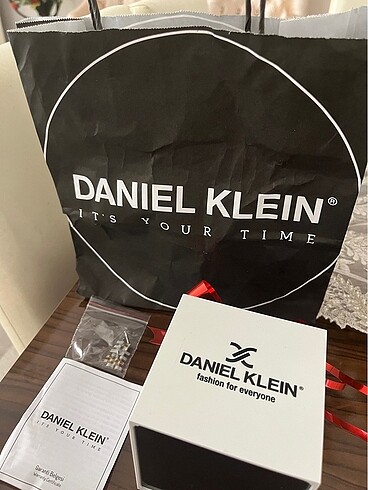 DANIEL KLEIN®
IT'S YOUR TIME
DANIEL KLEIN®
fashion for everyone
DANIEL KLEIN®
IT'S YOUR TIME
Garanti Belgesi
Warranty Certificate